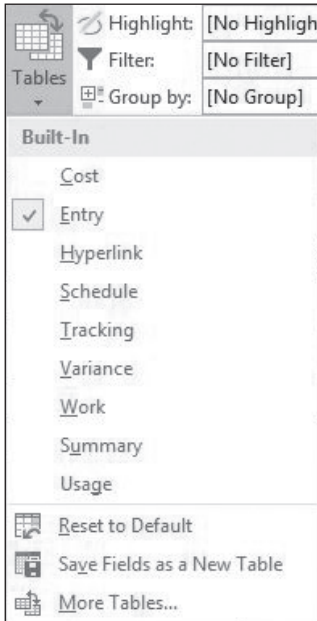 Tables
Highlight: [No Highligh
Filter: [No Filter]
Group by: [No Group]
Built-In
Cost
Entry
Hyperlink
Schedule
Tracking
Variance
Work
Summary
Usage
Reset to Default
Save Fields as a New Table
More Tables...